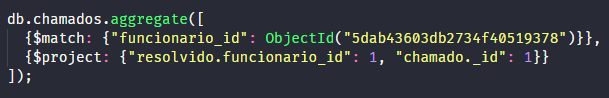 db.chamados.aggregate([
{$match: {"funcionario_id": ObjectId("5dab43603db2734f40519378")}},
{$project: {"resolvido.funcionario_id": 1, "chamado._id": 1}}
]);